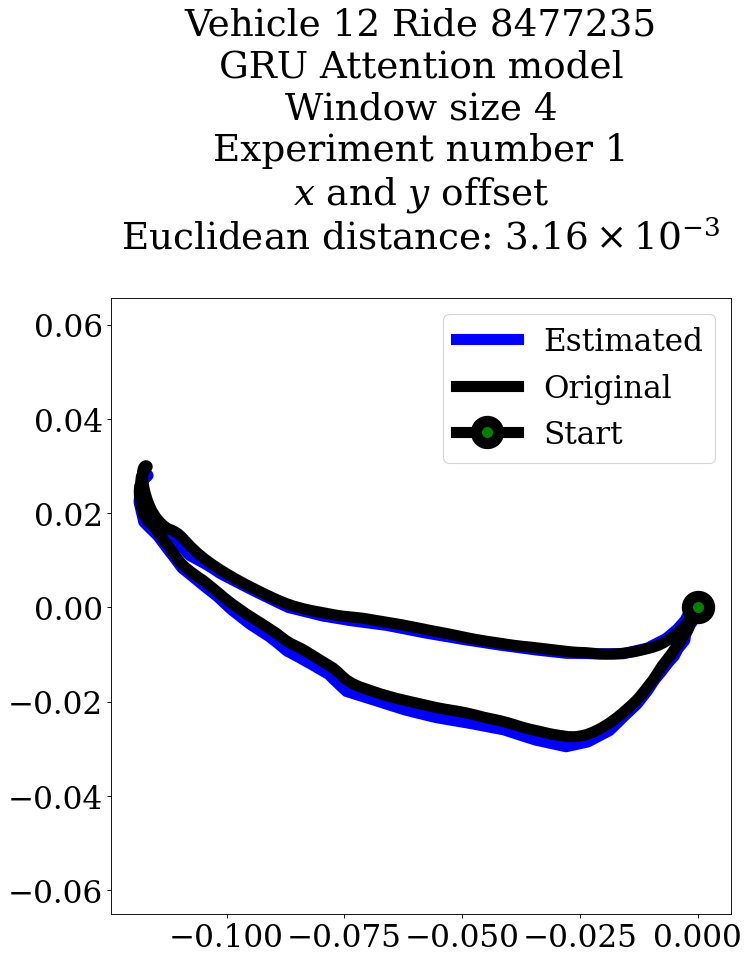 Vehicle 12 Ride 8477235
GRU Attention model
Window size 4
Experiment number 1
x and y offset
Euclidean distance: 3.16 × 10⁻³
Estimated
Original
Start
0.06
0.04
0.02
0.00
−0.02
−0.04
−0.06
−0.100 −0.075 −0.050 −0.025 0.000